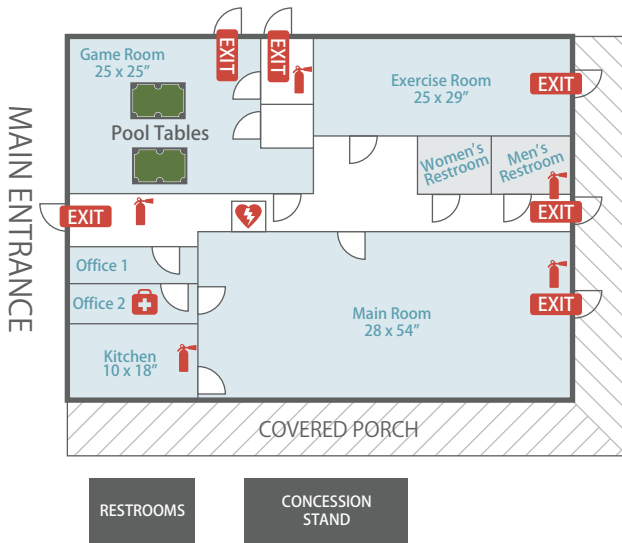 EXIT
EXIT
Game Room
25 x 25”
Exercise Room
25 x 29”
EXIT
Pool Tables
Women's
Restroom
Men's
Restroom
MAIN ENTRANCE
EXIT
EXIT
Office 1
Office 2
Main Room
28 x 54”
EXIT
Kitchen
10 x 18”
COVERED PORCH
RESTROOMS
CONCESSION
STAND